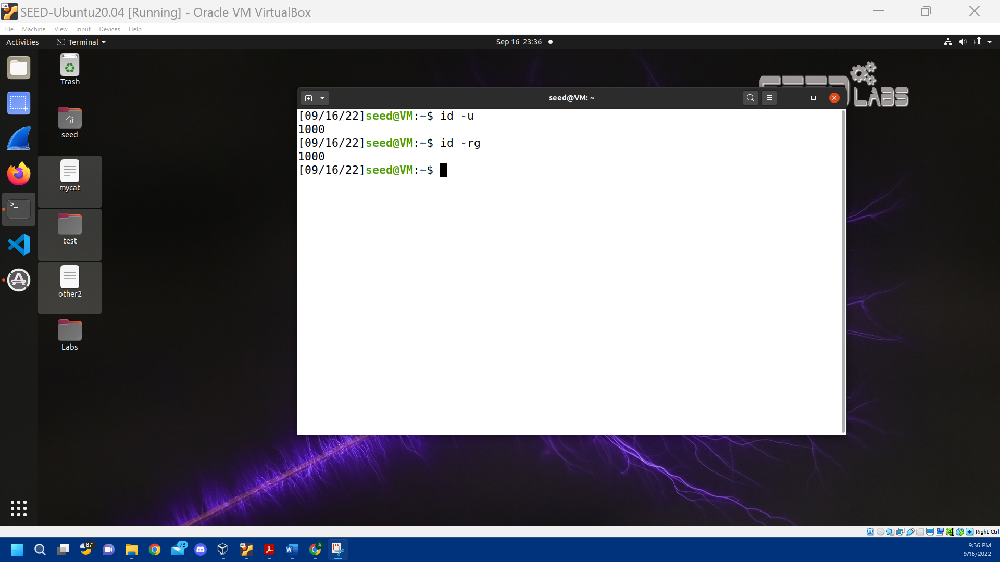 SEED-Ubuntu20.04 [Running] - Oracle VM VirtualBox
File Machine View Input Devices Help
Activities Terminal Sep 16 23:36
Trash
seed
mycat
test
other2
Labs
LABS
seed@VM: ~
[09/16/22]seed@VM:~$ id -u
1000
[09/16/22]seed@VM:~$ id -rg
1000
[09/16/22]seed@VM:~$
Right Ctrl
87°
73
9:36 PM
9/16/2022